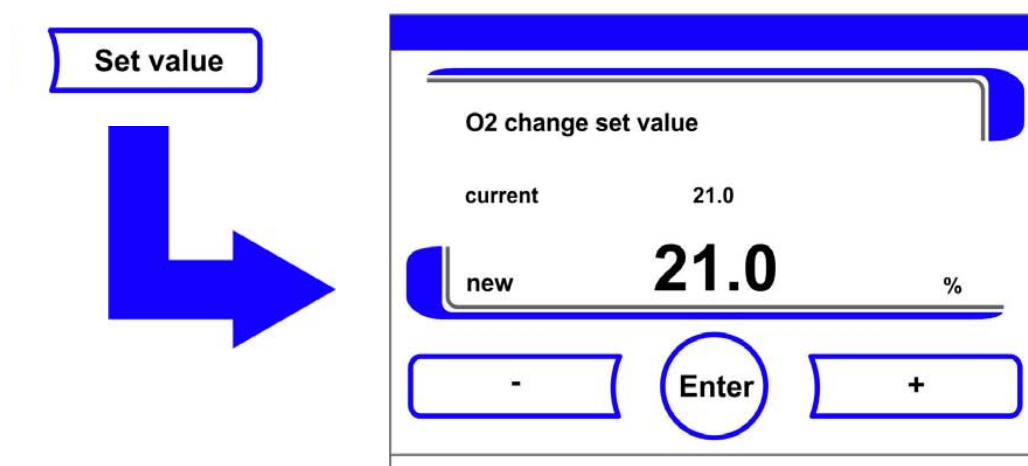 Set value
O2 change set value
current 21.0
new 21.0 %
- Enter +